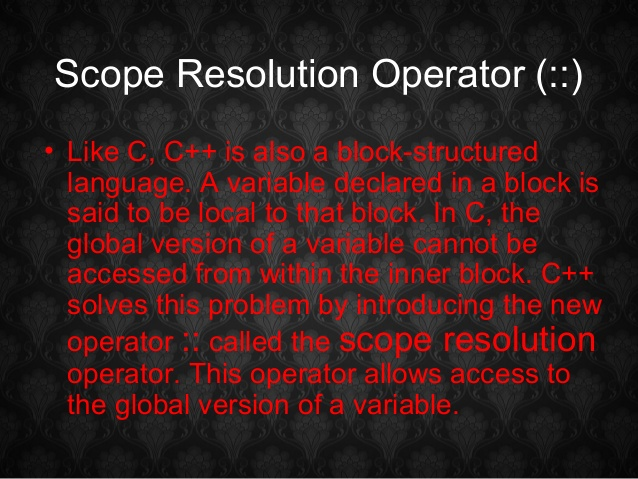 Scope Resolution Operator (::)
• Like C, C++ is also a block-structured
language. A variable declared in a block is
said to be local to that block. In C, the
global version of a variable cannot be
accessed from within the inner block. C++
solves this problem by introducing the new
operator :: called the scope resolution
operator. This operator allows access to
the global version of a variable.